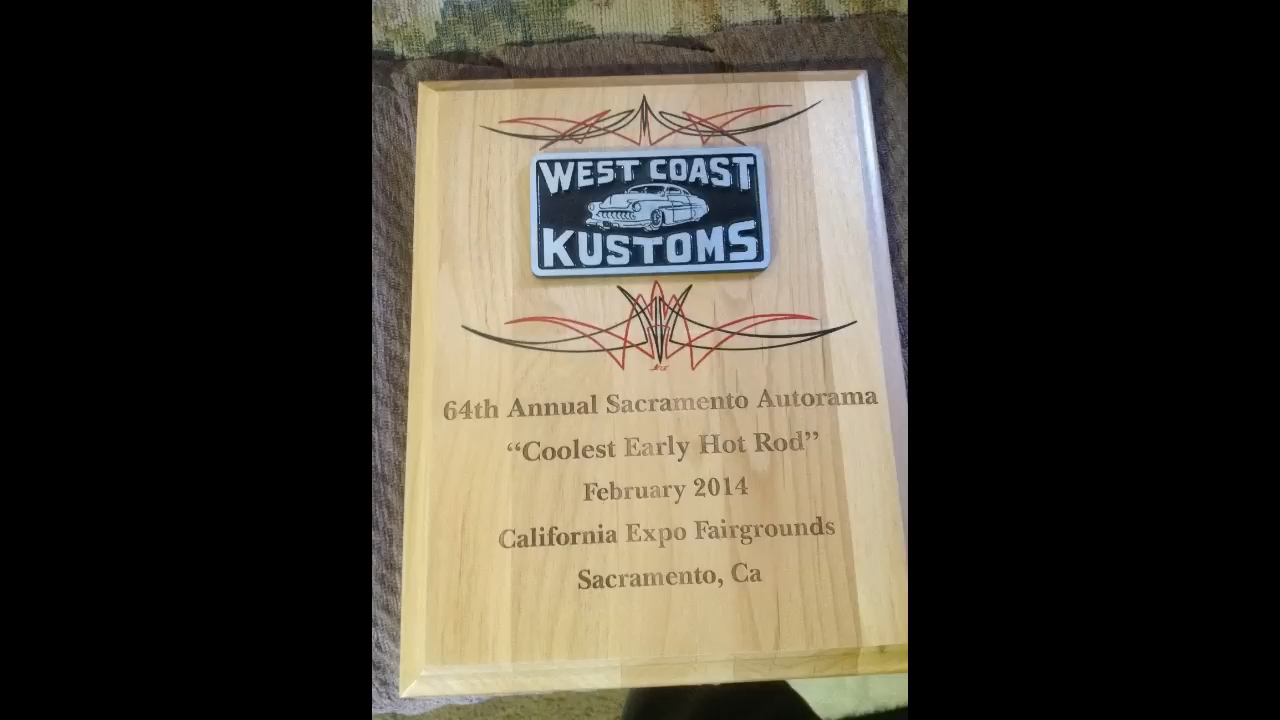 WEST COAST
KUSTOMS
64th Annual Sacramento Autorama
“Coolest Early Hot Rod”
February 2014
California Expo Fairgrounds
Sacramento, Ca